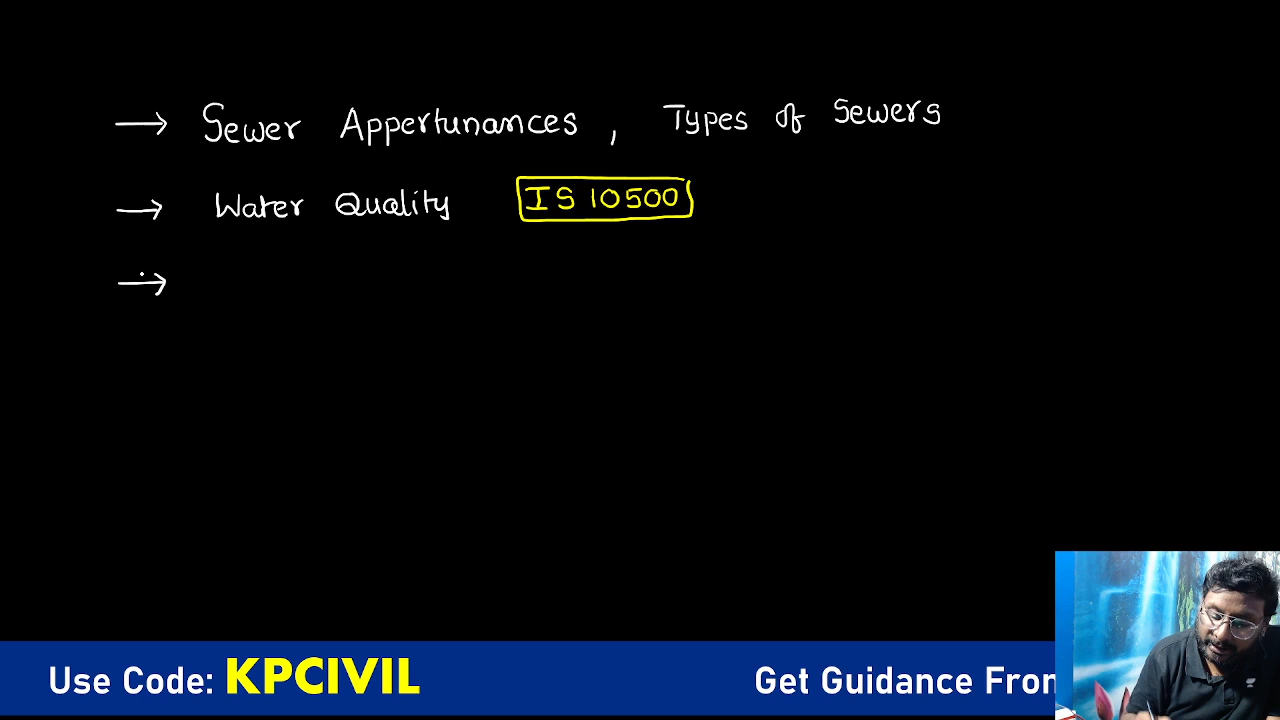 → Sewer Appertunances, Types of Sewers
→ Water Quality IS 10500
→
Use Code: KPCIVIL Get Guidance From